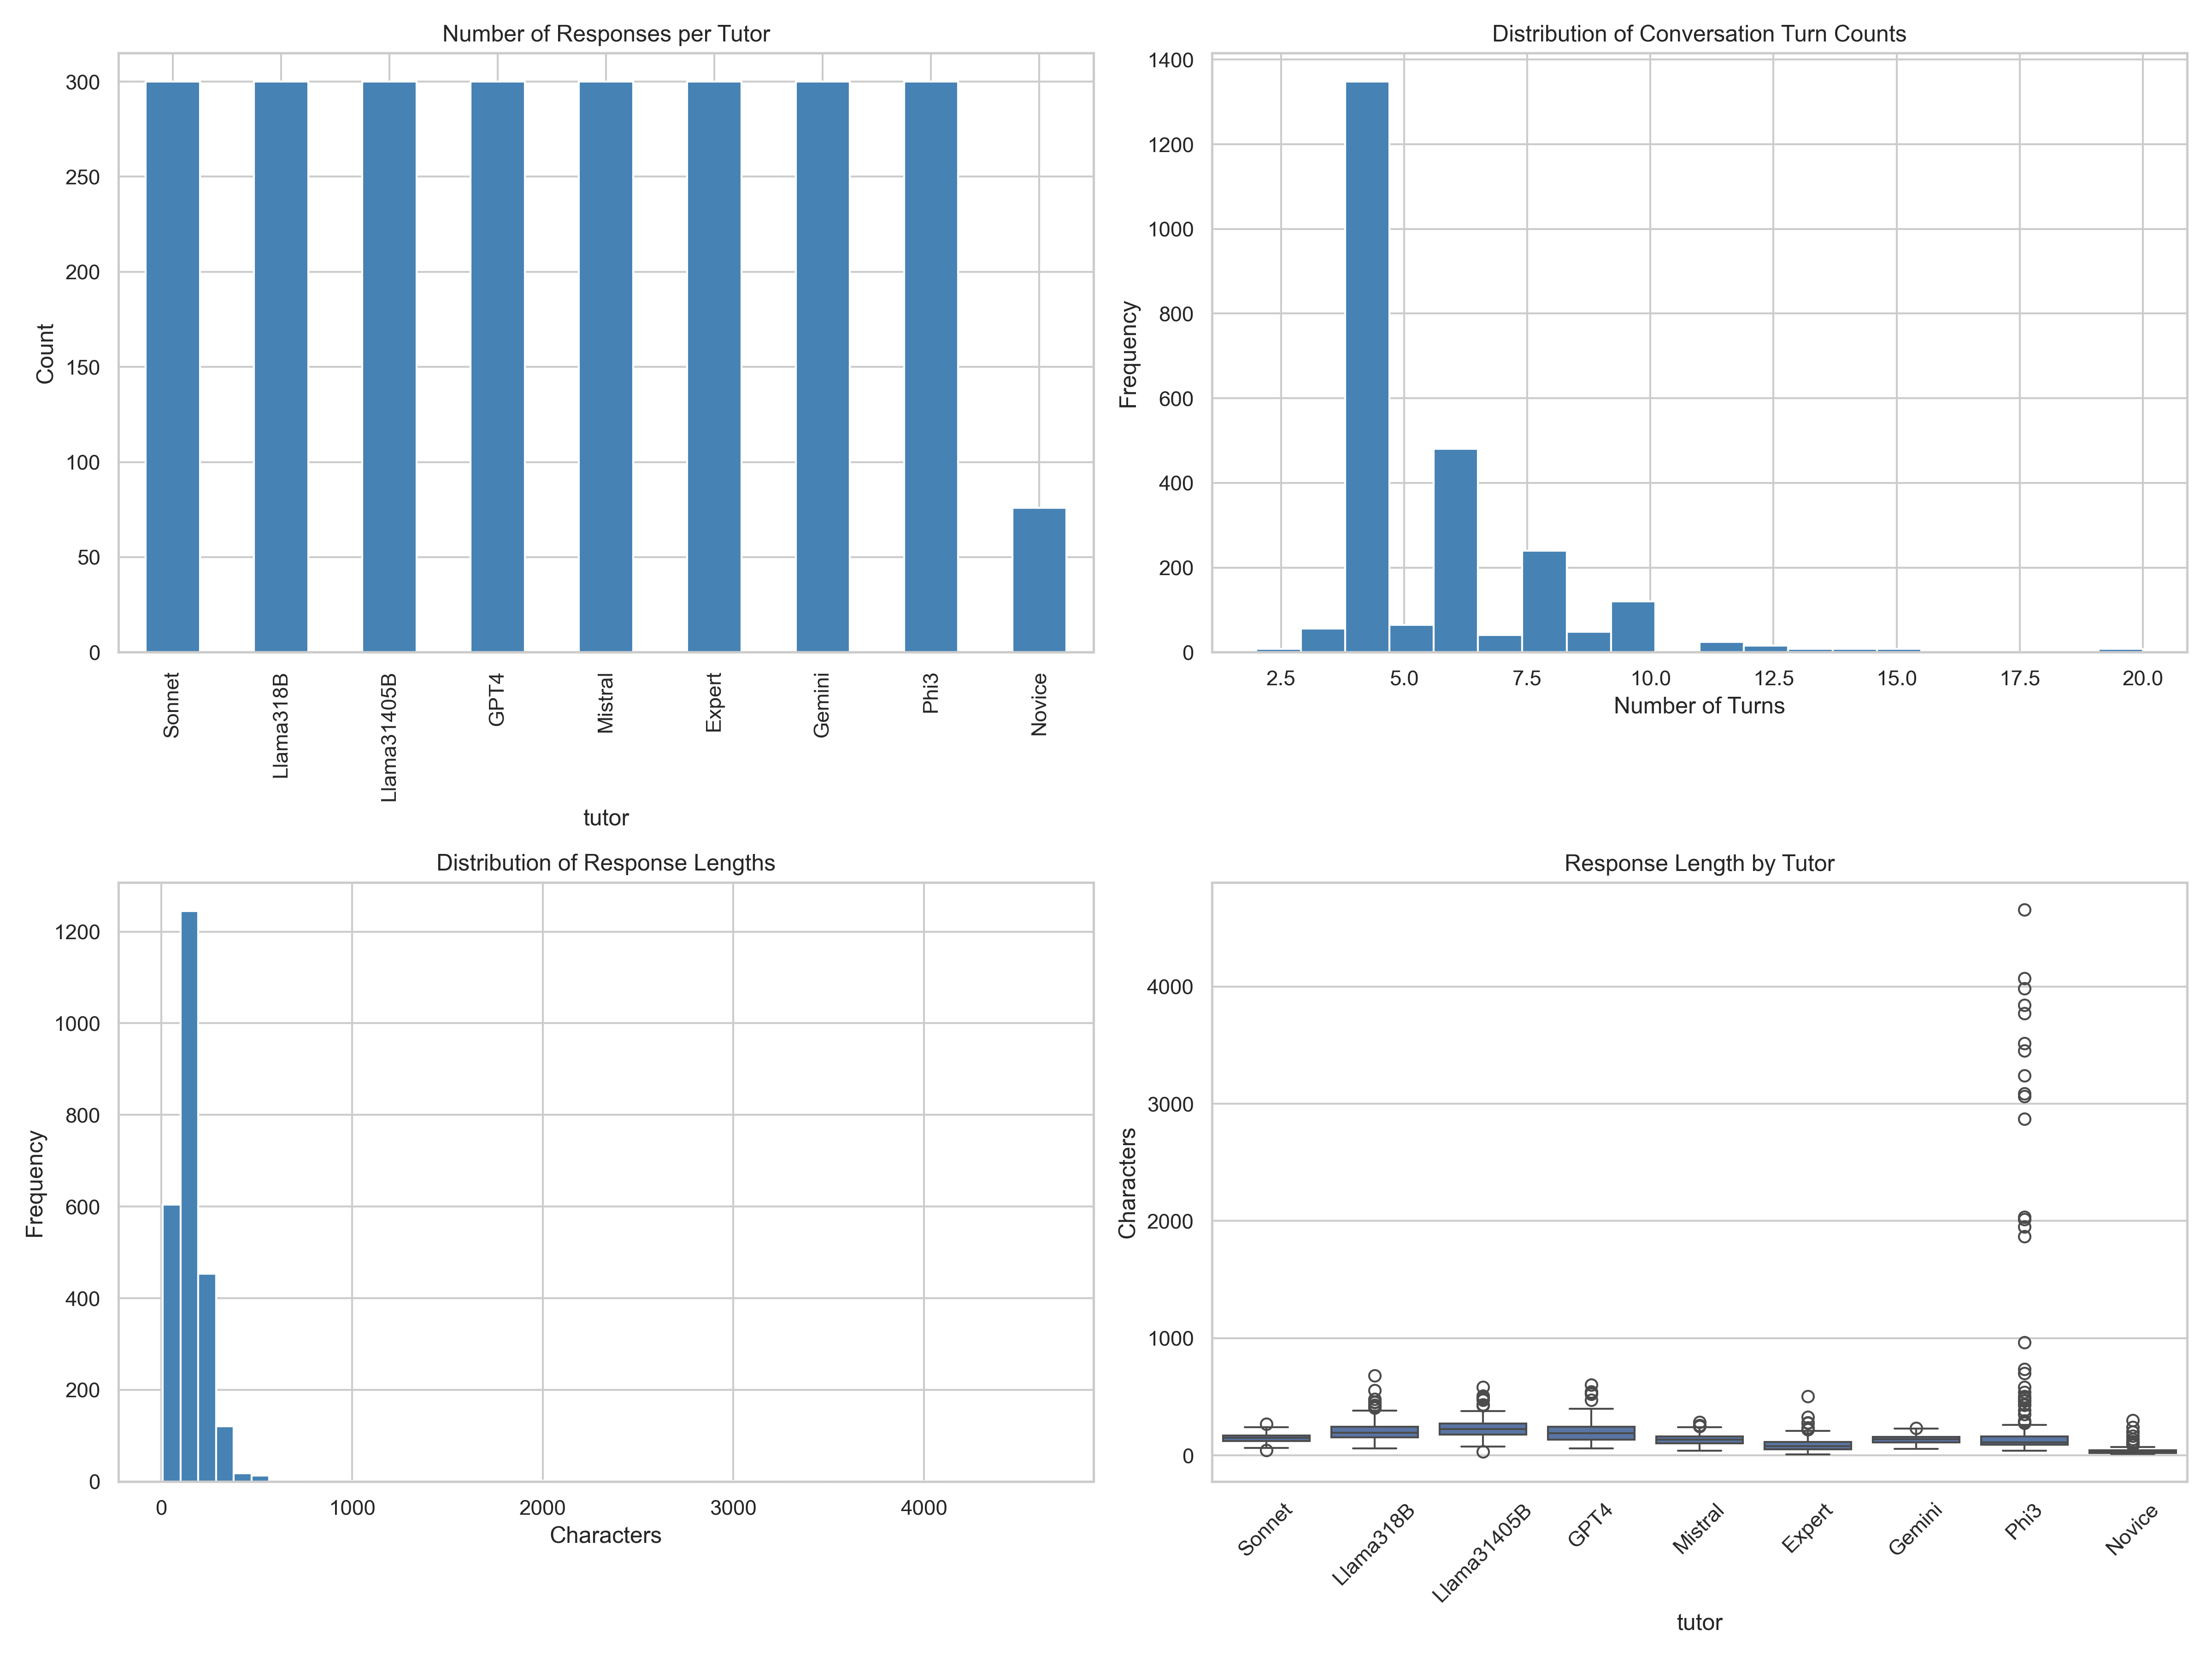 Number of Responses per Tutor
Count
300
250
200
150
100
50
0
Sonnet
Llama318B
Llama31405B
GPT4
Mistral
Expert
Gemini
Phi3
Novice
tutor
Distribution of Conversation Turn Counts
Frequency
1400
1200
1000
800
600
400
200
0
2.5
5.0
7.5
10.0
12.5
15.0
17.5
20.0
Number of Turns
Distribution of Response Lengths
Frequency
1200
1000
800
600
400
200
0
0
1000
2000
3000
4000
Characters
Response Length by Tutor
Characters
4000
3000
2000
1000
0
Sonnet
Llama318B
Llama31405B
GPT4
Mistral
Expert
Gemini
Phi3
Novice
tutor